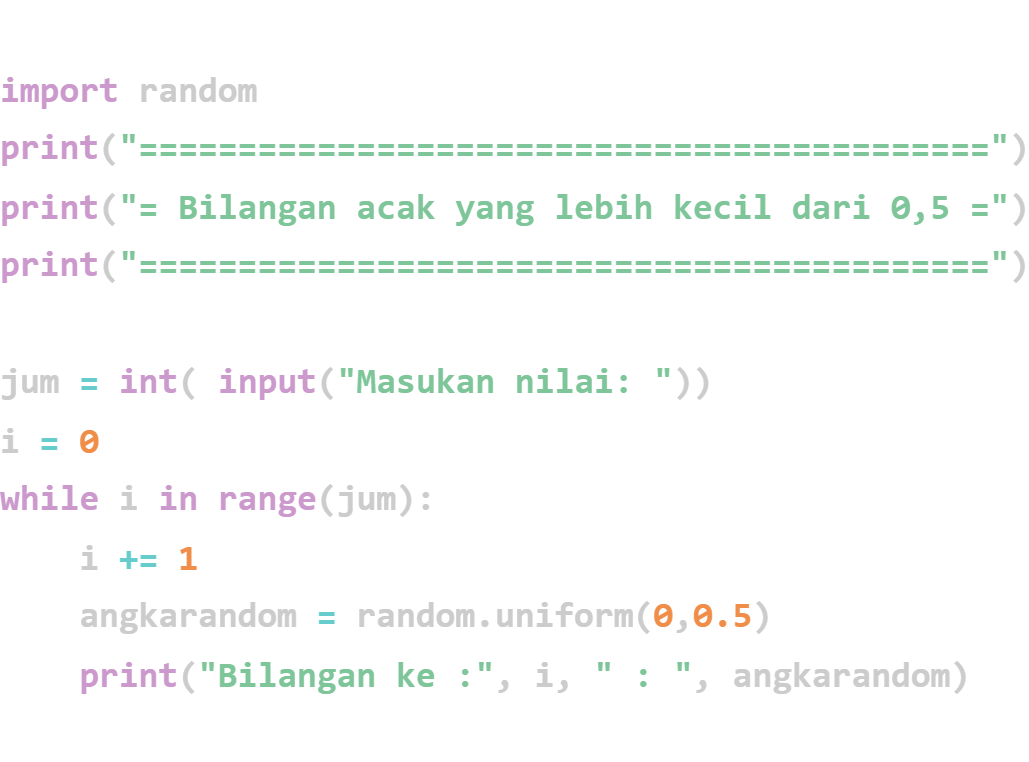 import random
print("===========================================")
print("= Bilangan acak yang lebih kecil dari 0,5 =")
print("===========================================")
jum = int( input("Masukan nilai: "))
i = 0
while i in range(jum):
    i += 1
    angkarandom = random.uniform(0,0.5)
    print("Bilangan ke :", i, " : ", angkarandom)